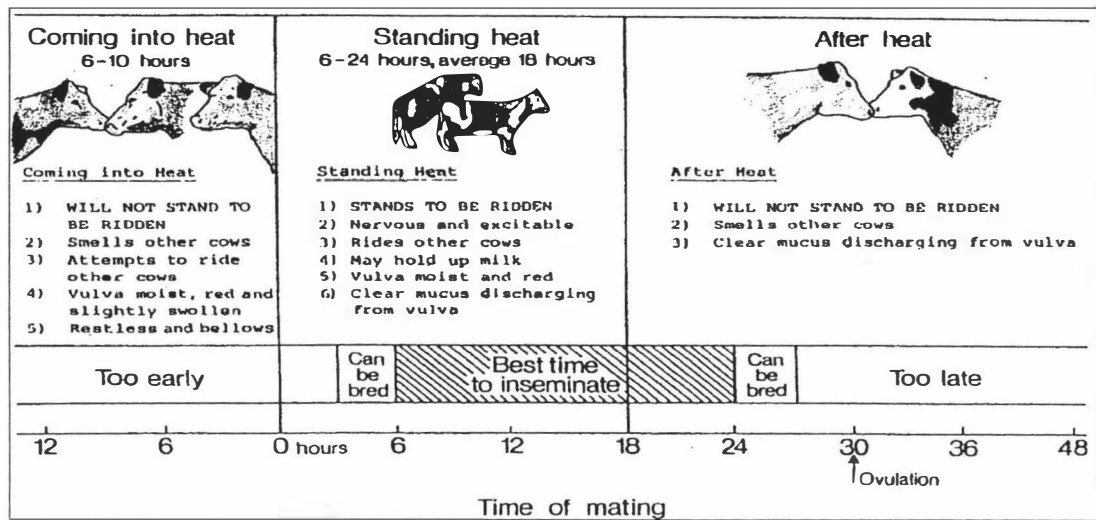 Coming into heat
6-10 hours
Coming into Heat
1) WILL NOT STAND TO
BE RIDDEN
2) Smells other cows
3) Attempts to ride
other cows
4) Vulva moist, red and
slightly swollen
5) Restless and bellows
Standing heat
6-24 hours, average 18 hours
Standing Heat
1) STANDS TO BE RIDDEN
2) Nervous and excitable
3) Rides other cows
4) May hold up milk
5) Vulva moist and red
6) Clear mucus discharging
from vulva
After heat
After Heat
1) WILL NOT STAND TO BE RIDDEN
2) Smells other cows
3) Clear mucus discharging from vulva
Too early
Can
be
bred
Best time
to inseminate
Can
be
bred
Too late
12 6 0 hours 6 12 18 24 30 36 48
Ovulation
Time of mating